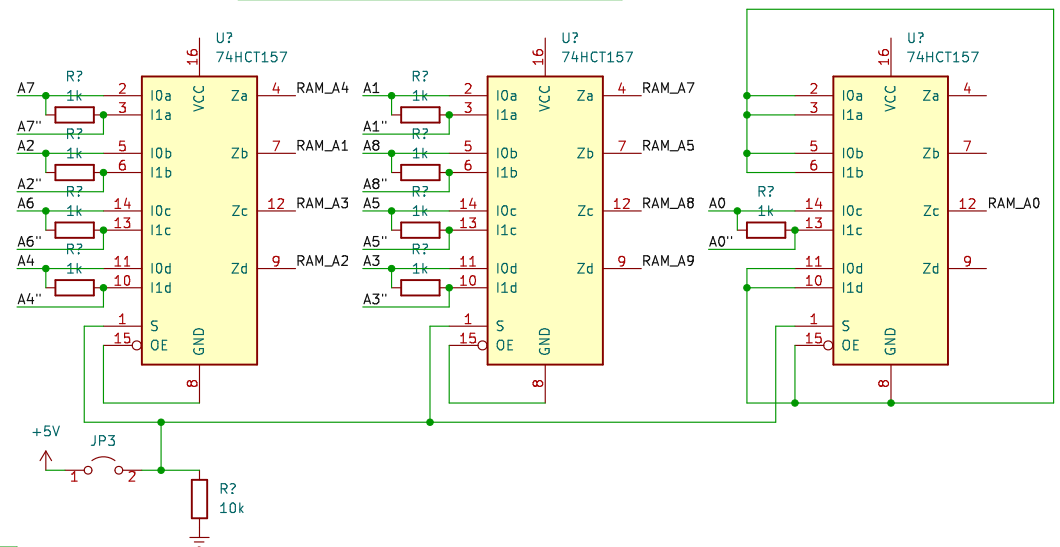 U?
74HCT157
16
VCC
A7
R?
1k
2
I0a
Za
4
RAM_A4
3
I1a
A7"
R?
A2
1k
5
I0b
Zb
7
RAM_A1
6
I1b
A2"
R?
A6
1k
14
I0c
Zc
12
RAM_A3
13
I1c
A6"
R?
A4
1k
11
I0d
Zd
9
RAM_A2
10
I1d
A4"
1
S
15
OE
GND
8
U?
74HCT157
16
VCC
A1
R?
1k
2
I0a
Za
4
RAM_A7
3
I1a
A1"
R?
A8
1k
5
I0b
Zb
7
RAM_A5
6
I1b
A8"
R?
A5
1k
14
I0c
Zc
12
RAM_A8
13
I1c
A5"
R?
A3
1k
11
I0d
Zd
9
RAM_A9
10
I1d
A3"
1
S
15
OE
GND
8
U?
74HCT157
16
VCC
2
I0a
Za
4
3
I1a
5
I0b
Zb
7
6
I1b
R?
A0
1k
14
I0c
Zc
12
RAM_A0
13
I1c
A0"
11
I0d
Zd
9
10
I1d
1
S
15
OE
GND
8
+5V
JP3
1
2
R?
10k